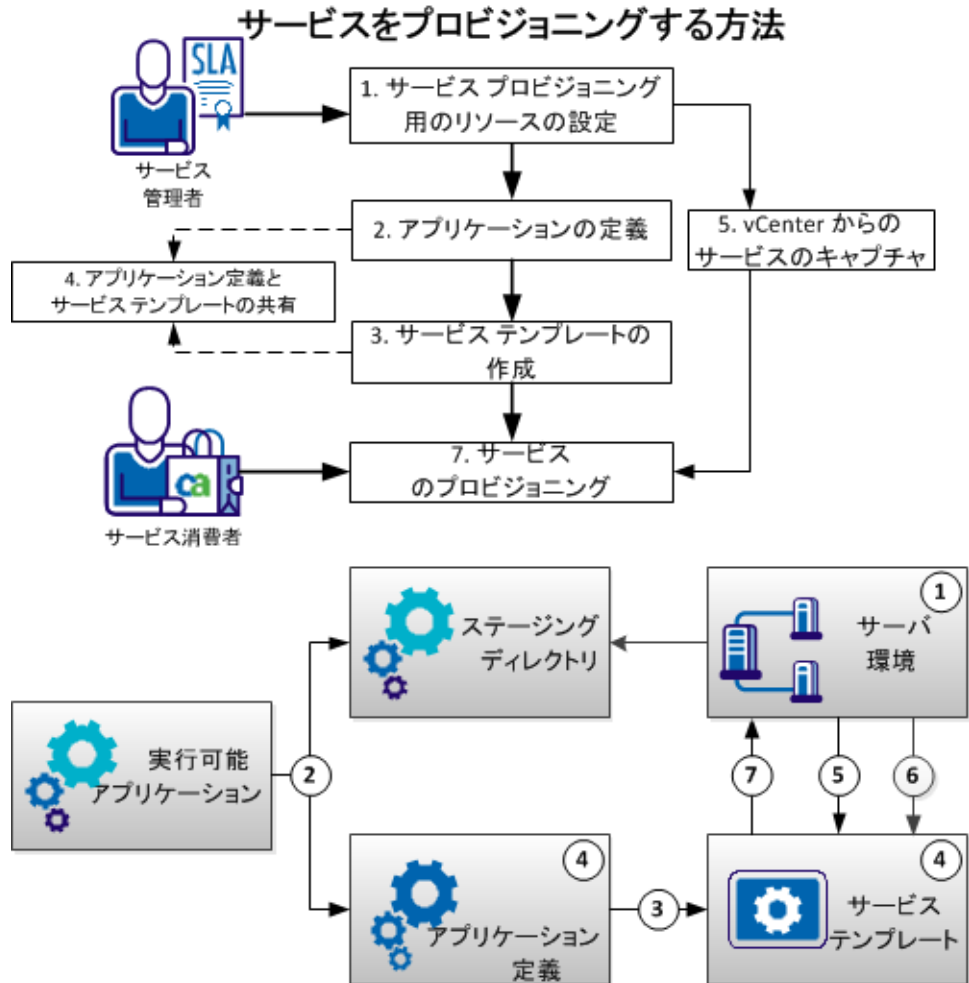 サービスをプロビジョニングする方法
SLA
サービス
管理者
1. サービス プロビジョニング
用のリソースの設定
2. アプリケーションの定義
5. vCenter からの
サービスのキャプチャ
4. アプリケーション定義と
サービス テンプレートの共有
3. サービス テンプレートの
作成
ca
サービス消費者
7. サービス
のプロビジョニング
ステージング
ディレクトリ
1
サーバ
環境
実行可能
アプリケーション
2
7
5
6
4
アプリケーション
定義
3
4
サービス
テンプレート